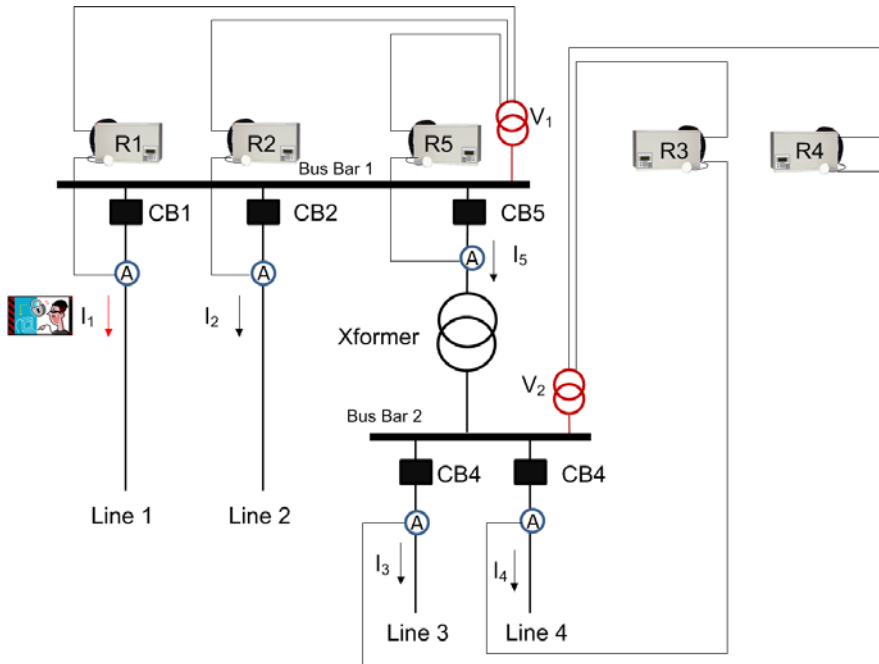 V1
R1
R2
R5
R3
R4
Bus Bar 1
CB1
CB2
CB5
A
A
A
I1
I2
I5
Xformer
V2
Bus Bar 2
CB4
CB4
Line 1
Line 2
A
A
I3
I4
Line 3
Line 4